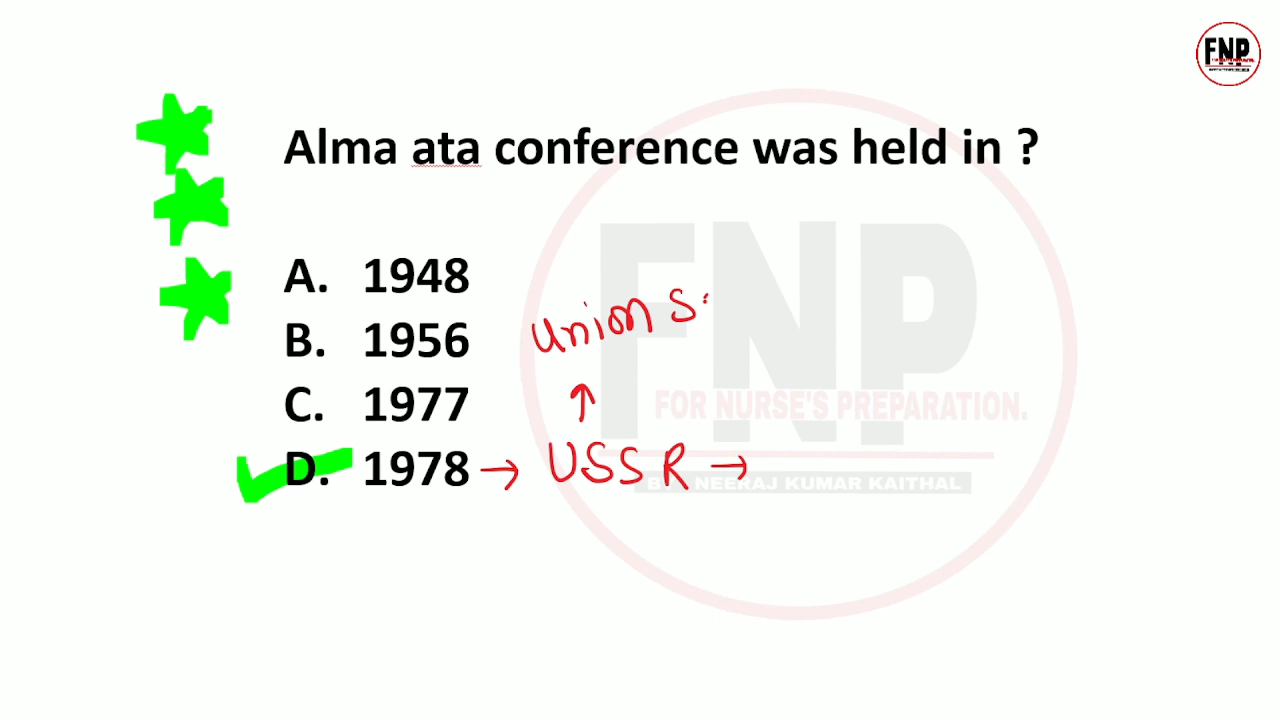 FNP
Alma ata conference was held in ?
A. 1948
B. 1956
C. 1977
D. 1978 → USSR →
↑
Union S.
FNP
FOR NURSE'S PREPARATION.
BY: NEERAJ KUMAR KAITHAL